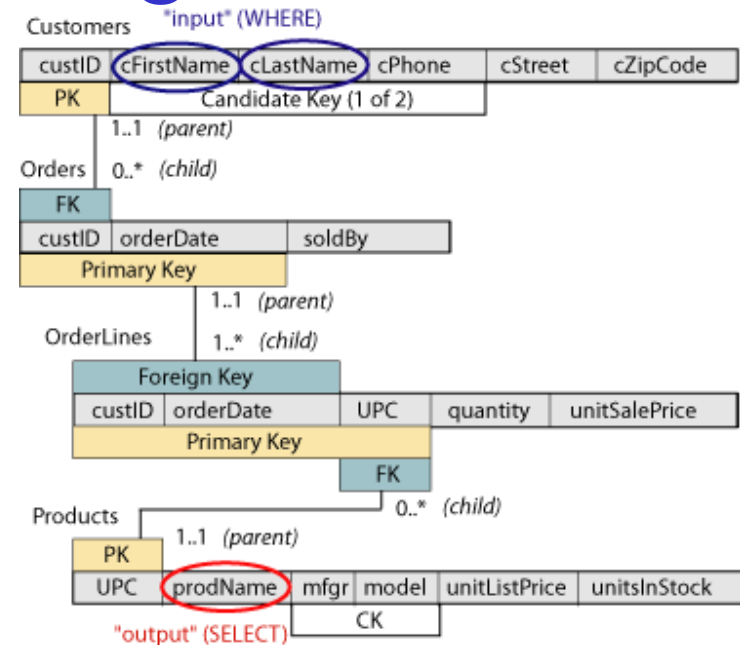 "input" (WHERE)
Customers
custID cFirstName cLastName cPhone cStreet cZipCode
PK Candidate Key (1 of 2)
1..1 (parent)
Orders 0..* (child)
FK
custID orderDate soldBy
Primary Key
1..1 (parent)
OrderLines 1..* (child)
Foreign Key
custID orderDate UPC quantity unitSalePrice
Primary Key
FK
0..* (child)
Products
1..1 (parent)
PK
UPC prodName mfgr model unitListPrice unitsInStock
CK
"output" (SELECT)